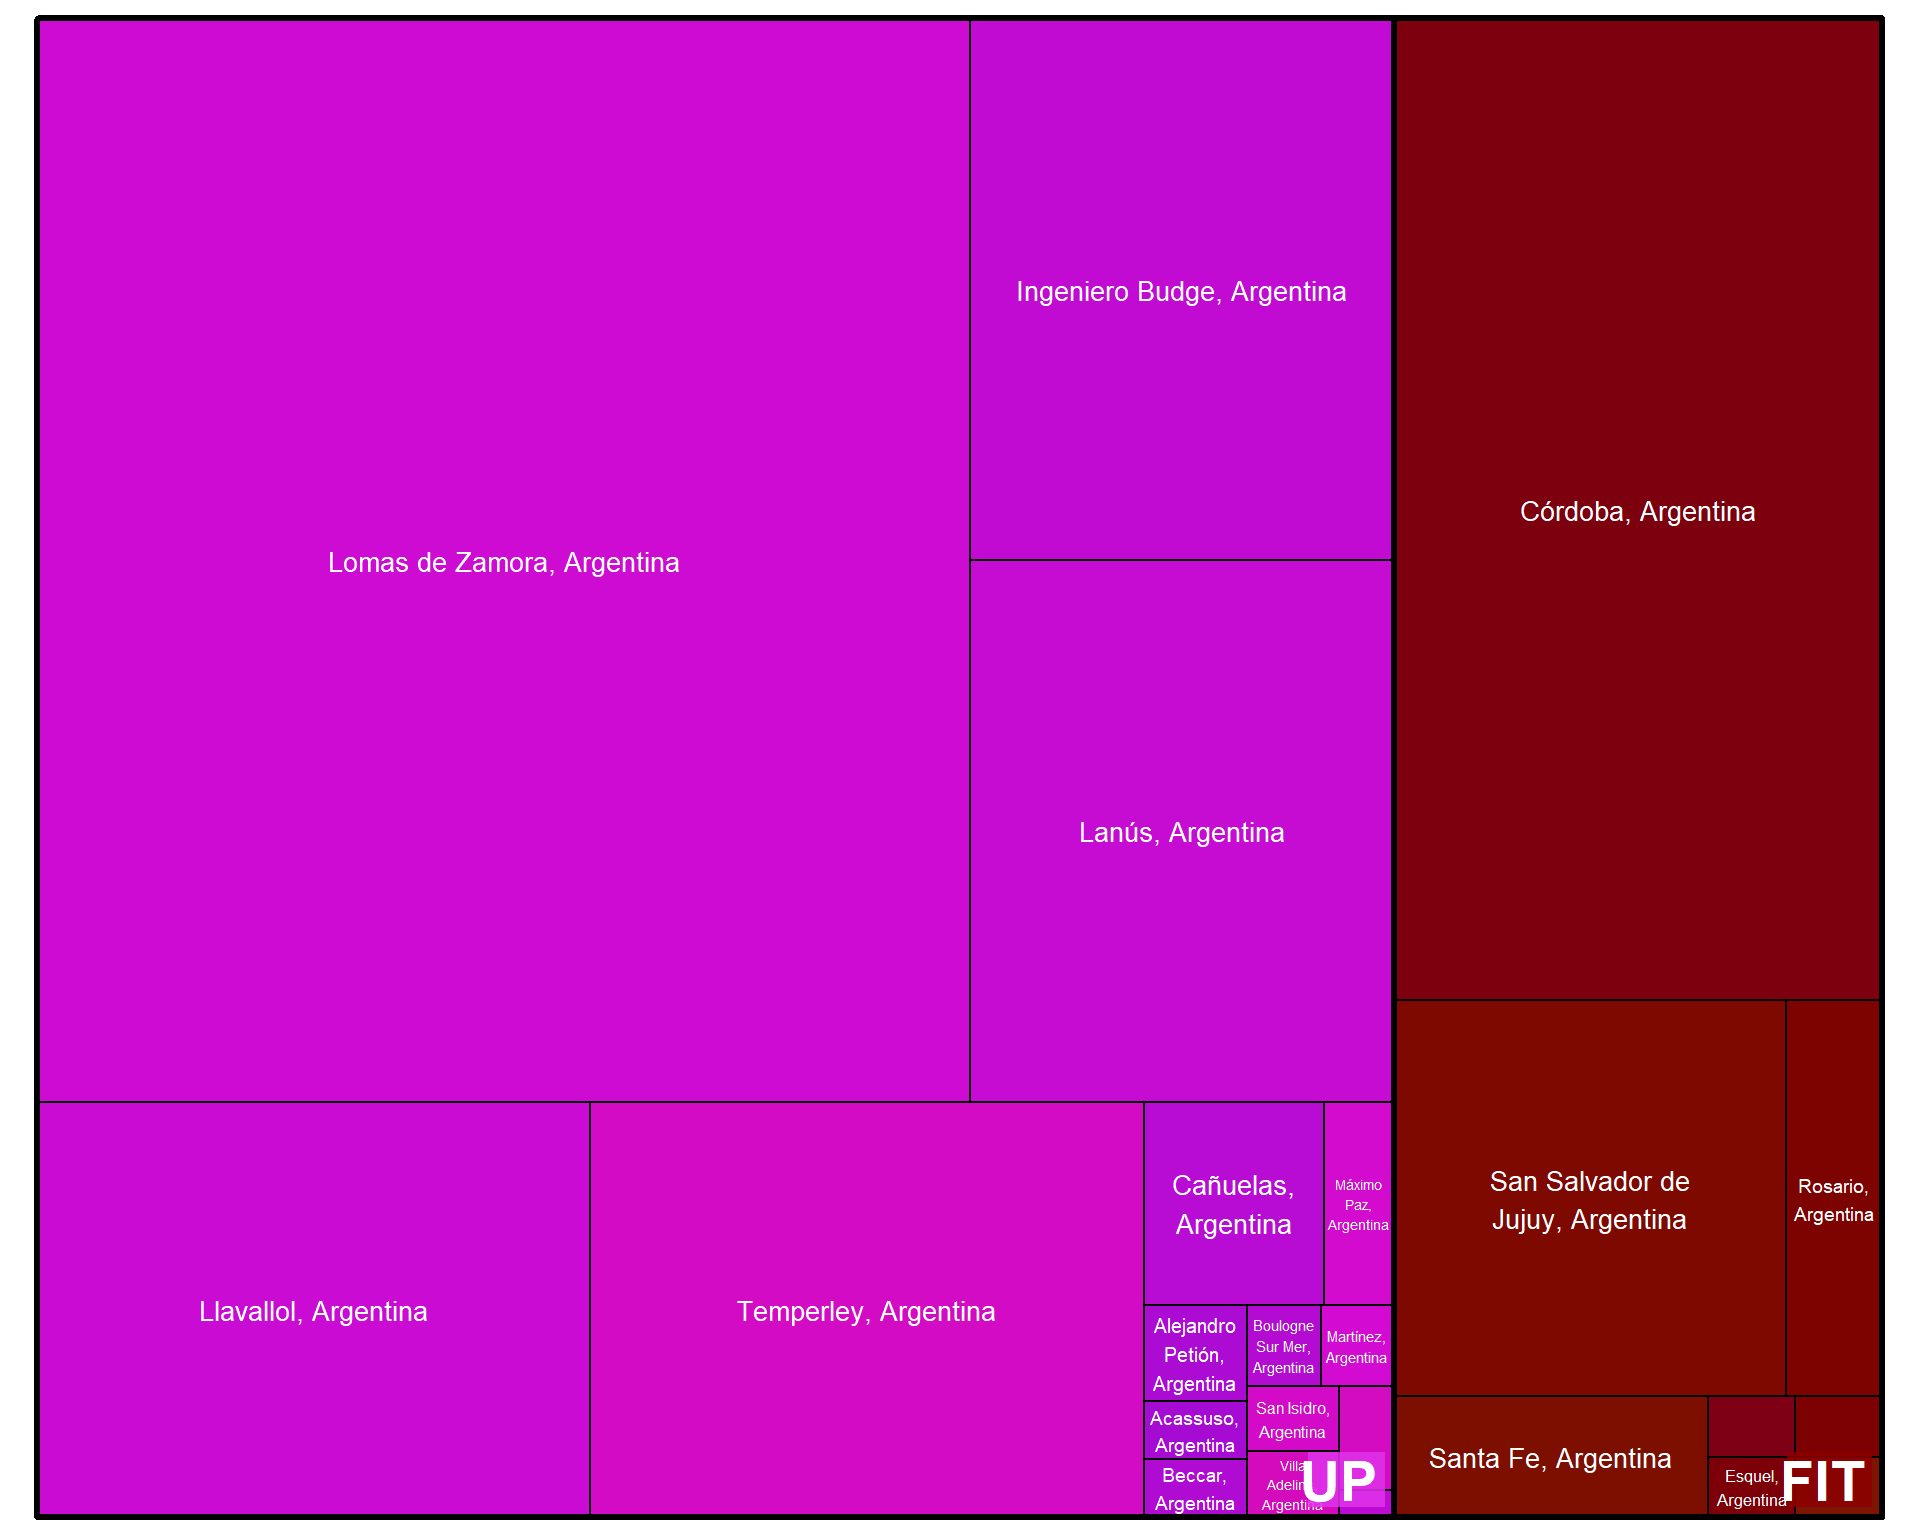 Lomas de Zamora, Argentina
Ingeniero Budge, Argentina
Lanús, Argentina
Llavallol, Argentina
Temperley, Argentina
Cañuelas,
Argentina
Máximo
Paz,
Argentina
Alejandro
Petión,
Argentina
Boulogne
Sur Mer,
Argentina
Martínez,
Argentina
Acassuso,
Argentina
San Isidro,
Argentina
Beccar,
Argentina
Villa
Adelina
Argentina
UP
Córdoba, Argentina
San Salvador de
Jujuy, Argentina
Rosario,
Argentina
Santa Fe, Argentina
Esquel,
Argentina
FIT